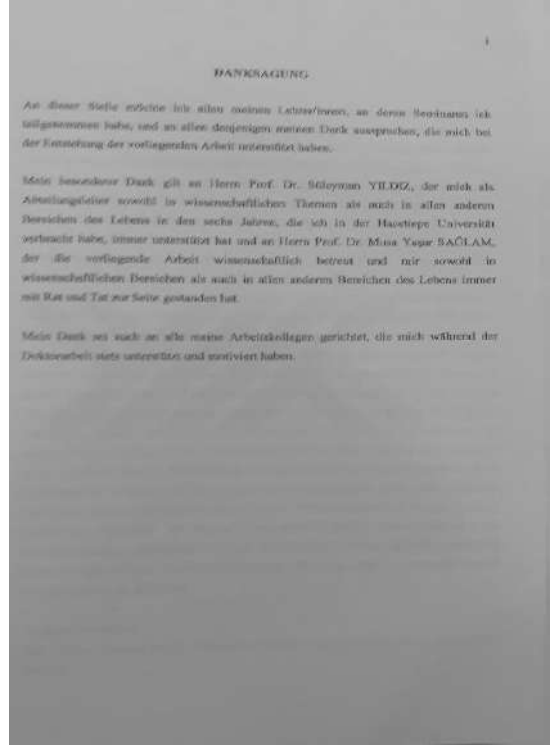 i
DANKSAGUNG
An dieser Stelle möchte ich allen meinen Lehrer/innen, an deren Seminaren ich
teilgenommen habe, und an allen denjenigen meinen Dank aussprechen, die mich bei
der Entstehung der vorliegenden Arbeit unterstützt haben.
Mein besonderer Dank gilt an Herrn Prof. Dr. Süleyman YILDIZ, der mich als
Abteilungsleiter sowohl in wissenschaftlichen Themen als auch in allen anderen
Bereichen des Lebens in den sechs Jahren, die ich in der Hacettepe Universität
verbracht habe, immer unterstützt hat und an Herrn Prof. Dr. Musa Yaşar SAĞLAM,
der die vorliegende Arbeit wissenschaftlich betreut und mir sowohl in
wissenschaftlichen Bereichen als auch in allen anderen Bereichen des Lebens immer
mit Rat und Tat zur Seite gestanden hat.
Mein Dank sei auch an alle meine Arbeitskollegen gerichtet, die mich während der
Doktorarbeit stets unterstützt und motiviert haben.